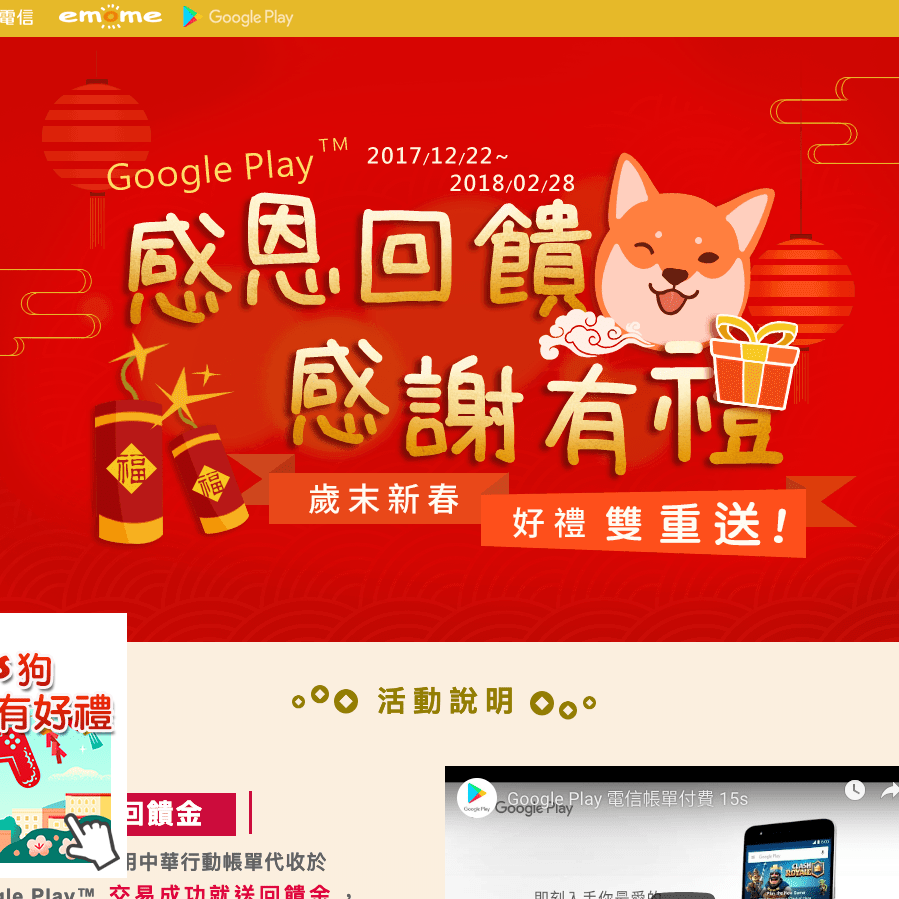 電信 emome Google Play
Google Play™ 2017/12/22~
2018/02/28
感恩回饋
感謝有禮
福
福
歲末新春
好禮雙重送!
狗
有好禮
活動說明
回饋金
用中華行動帳單代收於
gle Play™ 交易成功就送回饋金，
Google Play 電信帳單付費 15s
Google Play
Google Play
CLASH
ROYALE
即刻入手你最愛的